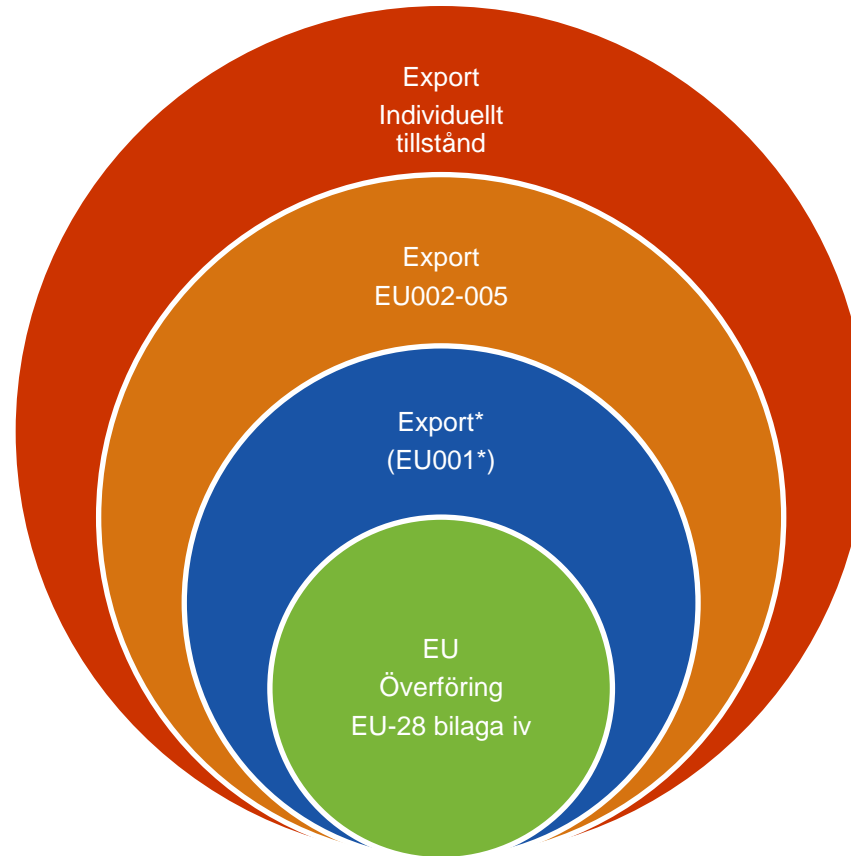 Export
Individuellt
tillstånd
Export
EU002-005
Export*
(EU001*)
EU
Överföring
EU-28 bilaga iv